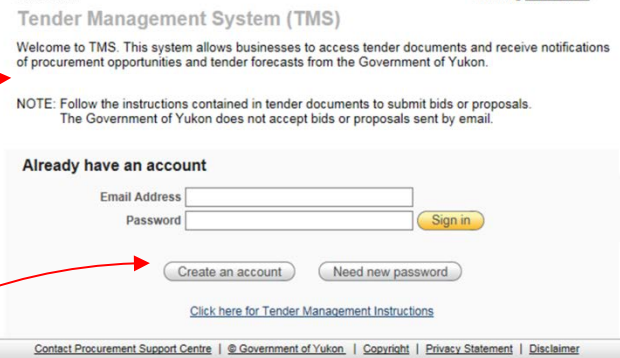 Tender Management System (TMS)
Welcome to TMS. This system allows businesses to access tender documents and receive notifications
of procurement opportunities and tender forecasts from the Government of Yukon.
NOTE: Follow the instructions contained in tender documents to submit bids or proposals.
The Government of Yukon does not accept bids or proposals sent by email.
Already have an account
Email Address
Password Sign in
Create an account Need new password
Click here for Tender Management Instructions
Contact Procurement Support Centre | © Government of Yukon | Copyright | Privacy Statement | Disclaimer